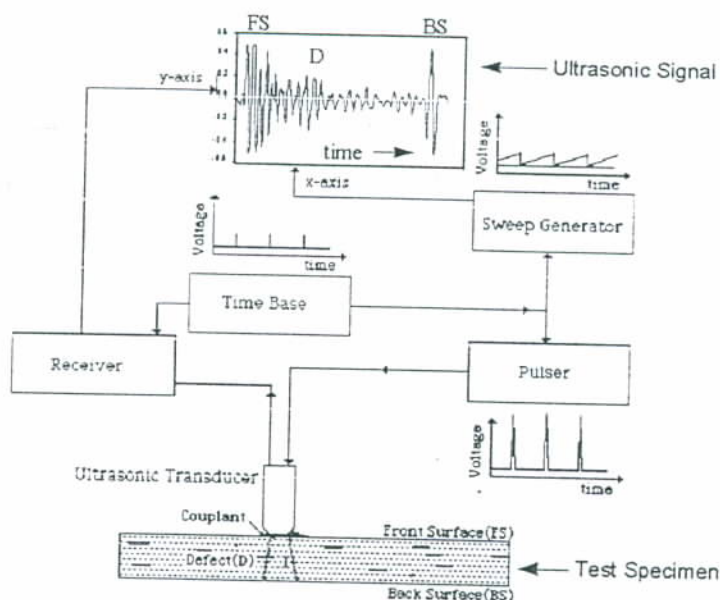 FS
BS
D
Ultrasonic Signal
y-axis
time
x-axis
Voltage
time
Sweep Generator
Voltage
time
Time Base
Receiver
Pulser
Voltage
time
Ultrasonic Transducer
Couplant
Front Surface(FS)
Defect(D)
Test Specimen
Back Surface(BS)